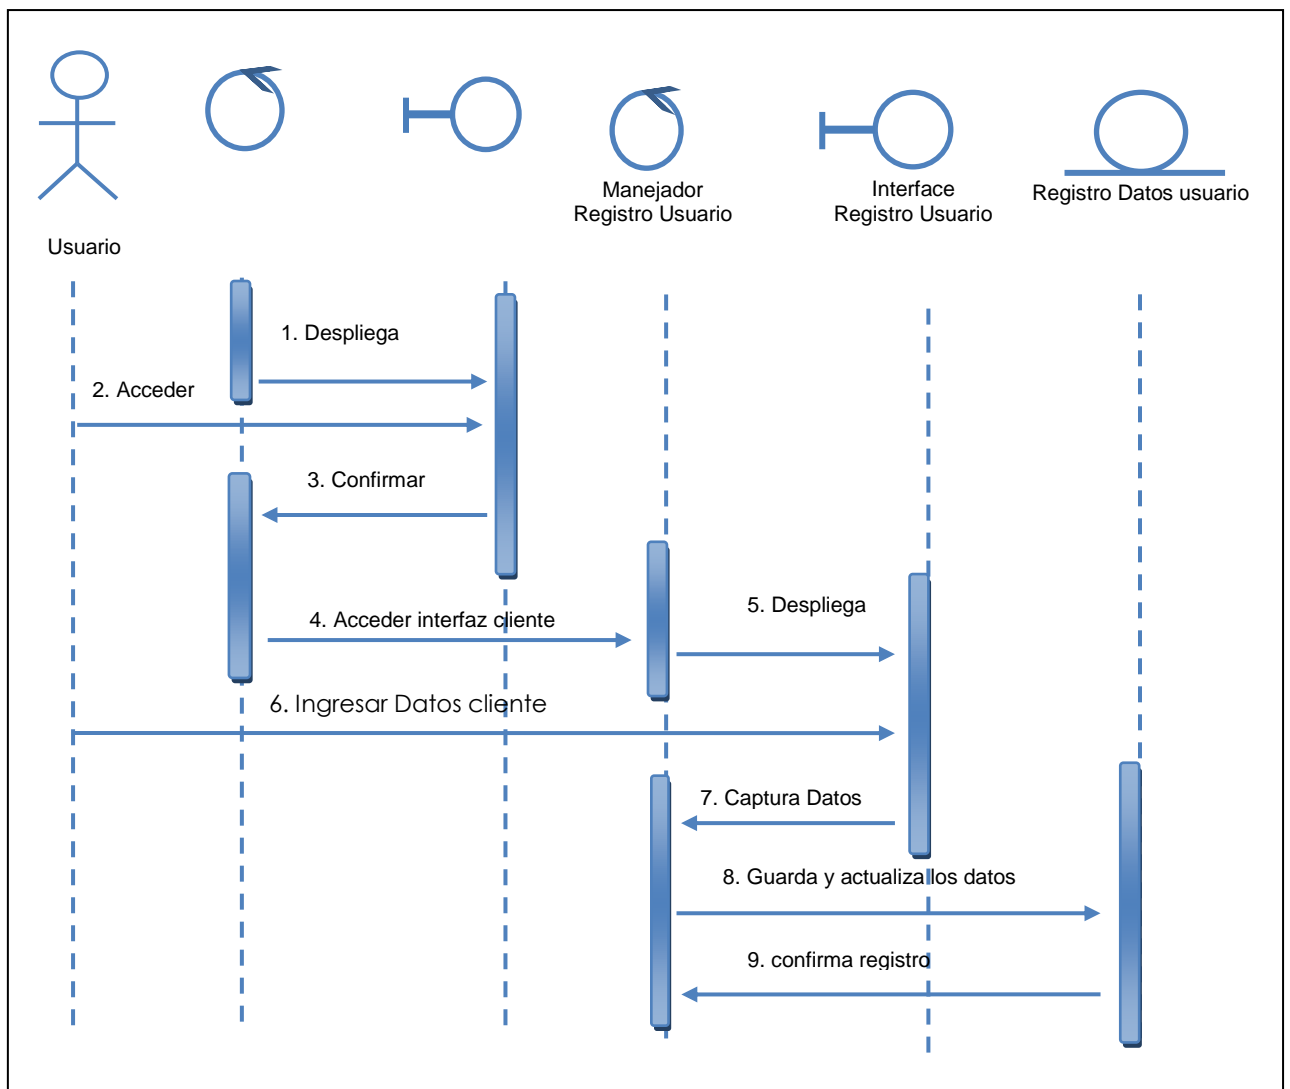 Manejador
Registro Usuario
Interface
Registro Usuario
Registro Datos usuario
Usuario
1. Despliega
2. Acceder
3. Confirmar
4. Acceder interfaz cliente
5. Despliega
6. Ingresar Datos cliente
7. Captura Datos
8. Guarda y actualiza los datos
9. confirma registro